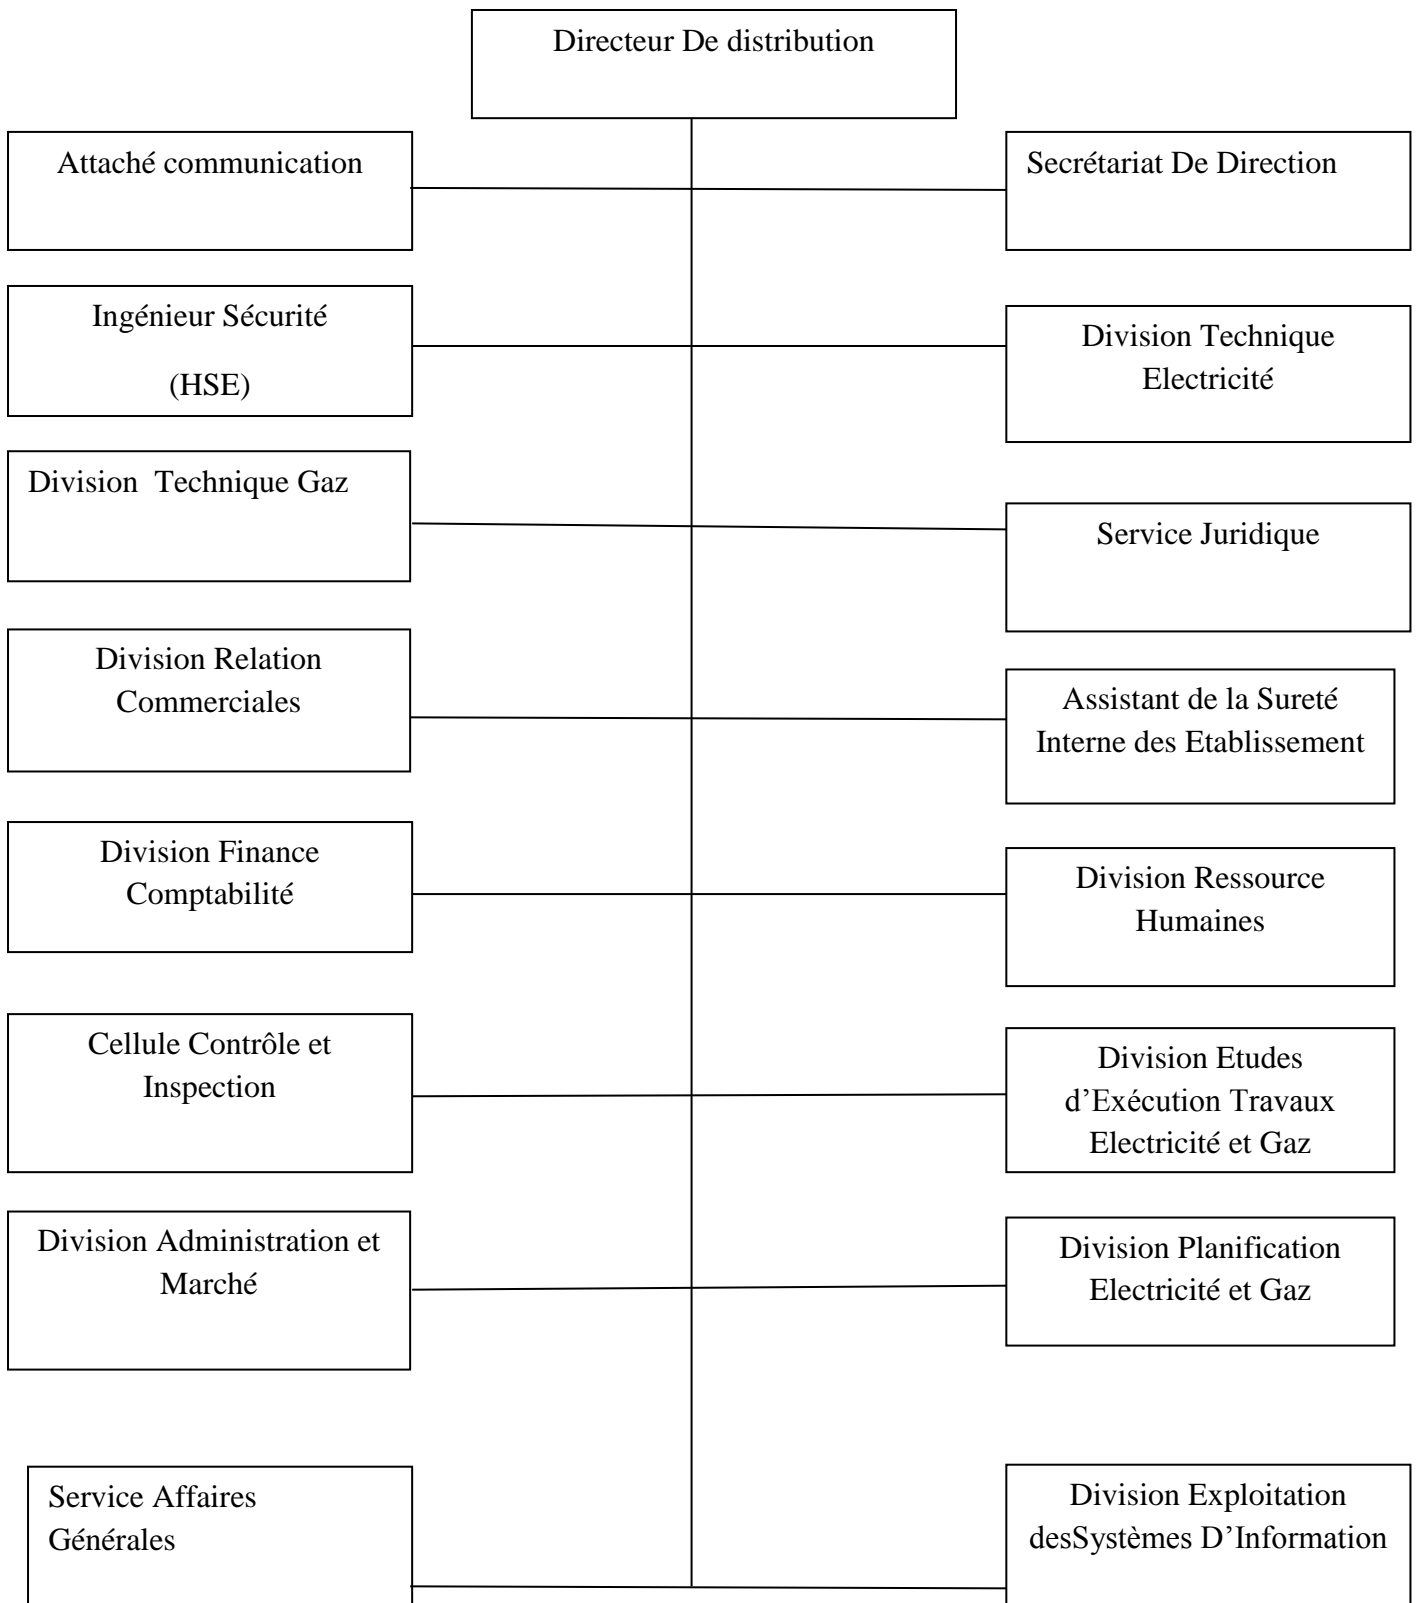 Directeur De distribution
Attaché communication
Secrétariat De Direction
Ingénieur Sécurité
(HSE)
Division Technique
Electricité
Division  Technique Gaz
Service Juridique
Division Relation
Commerciales
Assistant de la Sureté
Interne des Etablissement
Division Finance
Comptabilité
Division Ressource
Humaines
Cellule Contrôle et
Inspection
Division Etudes
d’Exécution Travaux
Electricité et Gaz
Division Administration et
Marché
Division Planification
Electricité et Gaz
Service Affaires
Générales
Division Exploitation
desSystèmes D’Information